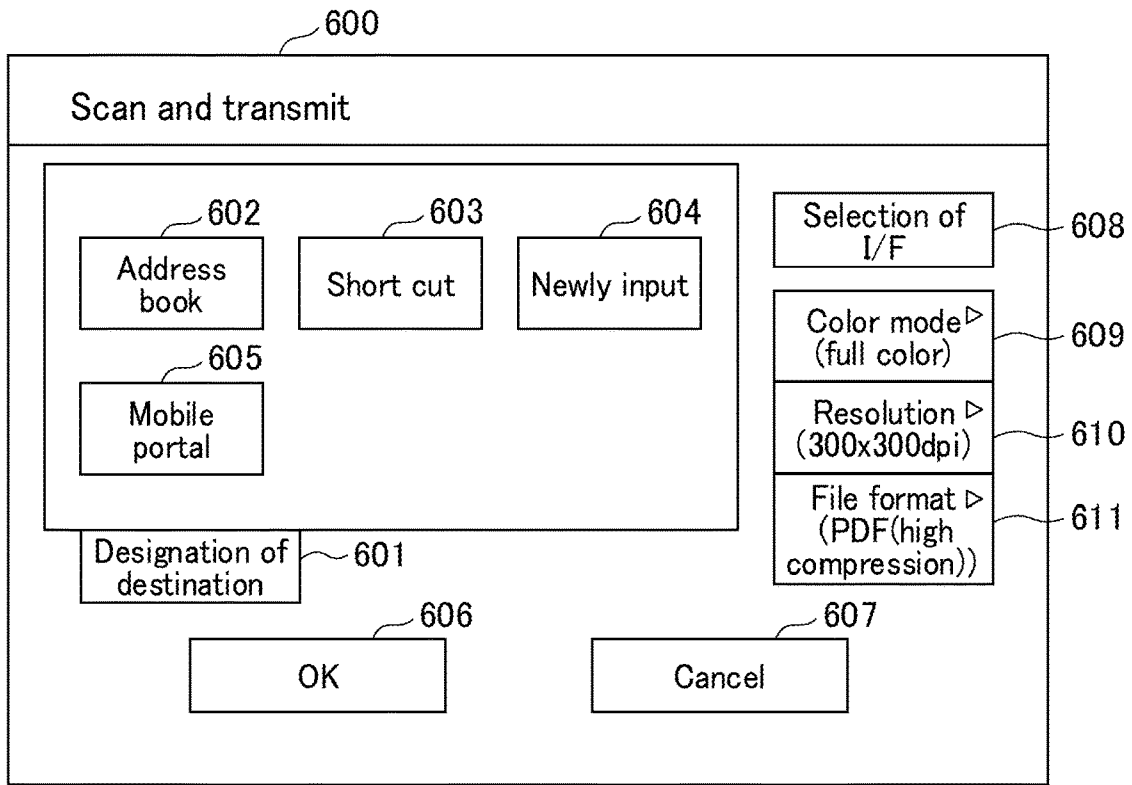 600
Scan and transmit
602
603
604
Address
book
Short cut
Newly input
605
Mobile
portal
Designation of
destination
601
Selection of
I/F
608
Color mode ▷
(full color)
609
Resolution ▷
(300x300dpi)
610
File format ▷
(PDF(high
compression))
611
606
OK
607
Cancel